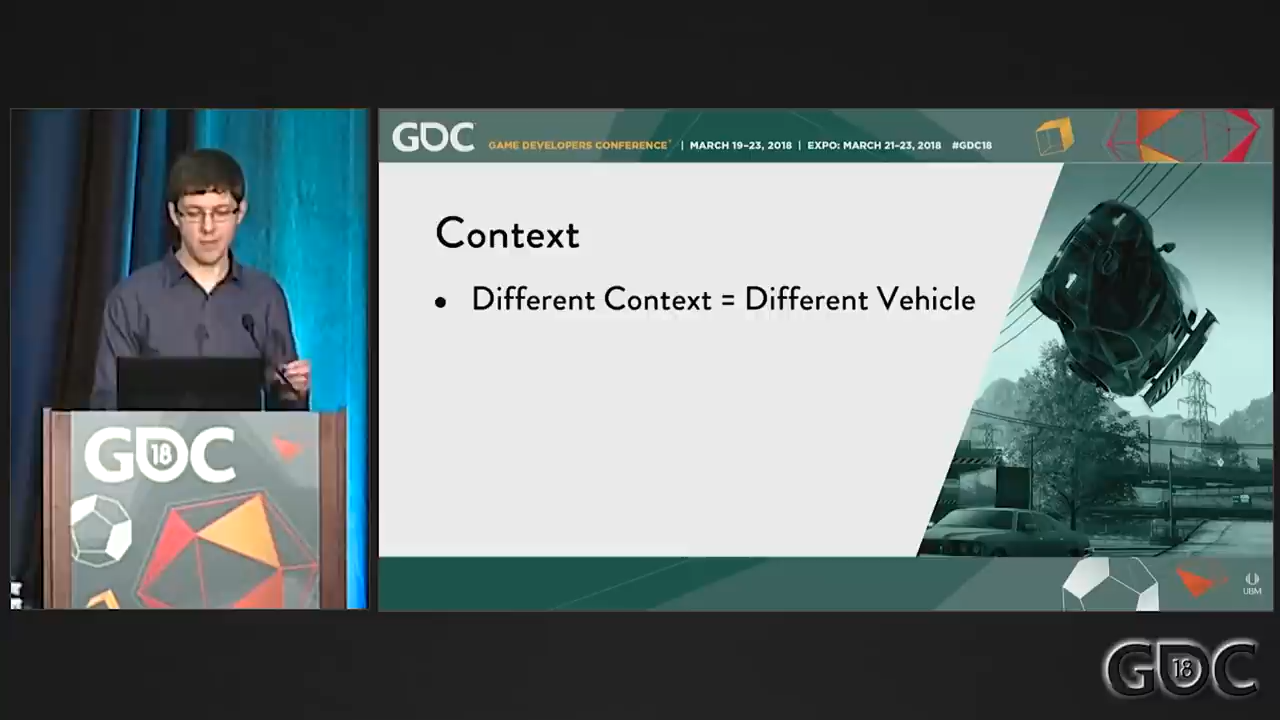 GDC GAME DEVELOPERS CONFERENCE® | MARCH 19–23, 2018 | EXPO: MARCH 21–23, 2018 #GDC18
Context
• Different Context = Different Vehicle
GDC 18
UBM
GDC 18